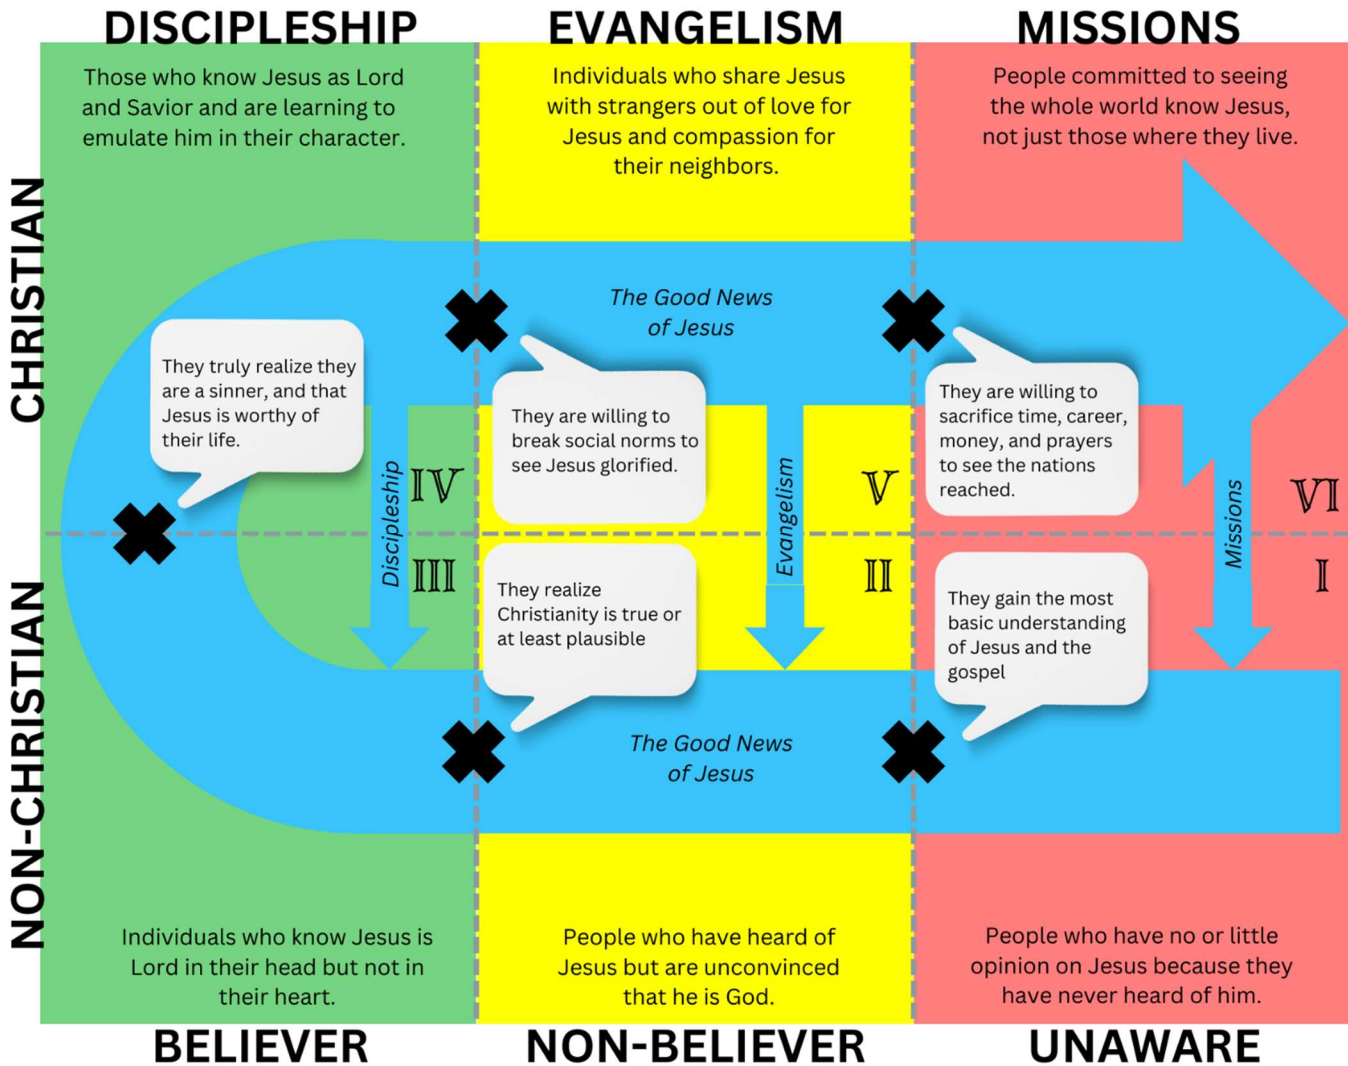 DISCIPLESHIP
EVANGELISM
MISSIONS
Those who know Jesus as Lord
and Savior and are learning to
emulate him in their character.
Individuals who share Jesus
with strangers out of love for
Jesus and compassion for
their neighbors.
People committed to seeing
the whole world know Jesus,
not just those where they live.
CHRISTIAN
The Good News
of Jesus
They truly realize they
are a sinner, and that
Jesus is worthy of
their life.
They are willing to
break social norms to
see Jesus glorified.
They are willing to
sacrifice time, career,
money, and prayers
to see the nations
reached.
Discipleship
IV
Evangelism
V
Missions
VI
NON-CHRISTIAN
III
They realize
Christianity is true or
at least plausible
II
They gain the most
basic understanding
of Jesus and the
gospel
I
The Good News
of Jesus
Individuals who know Jesus is
Lord in their head but not in
their heart.
People who have heard of
Jesus but are unconvinced
that he is God.
People who have no or little
opinion on Jesus because they
have never heard of him.
BELIEVER
NON-BELIEVER
UNAWARE